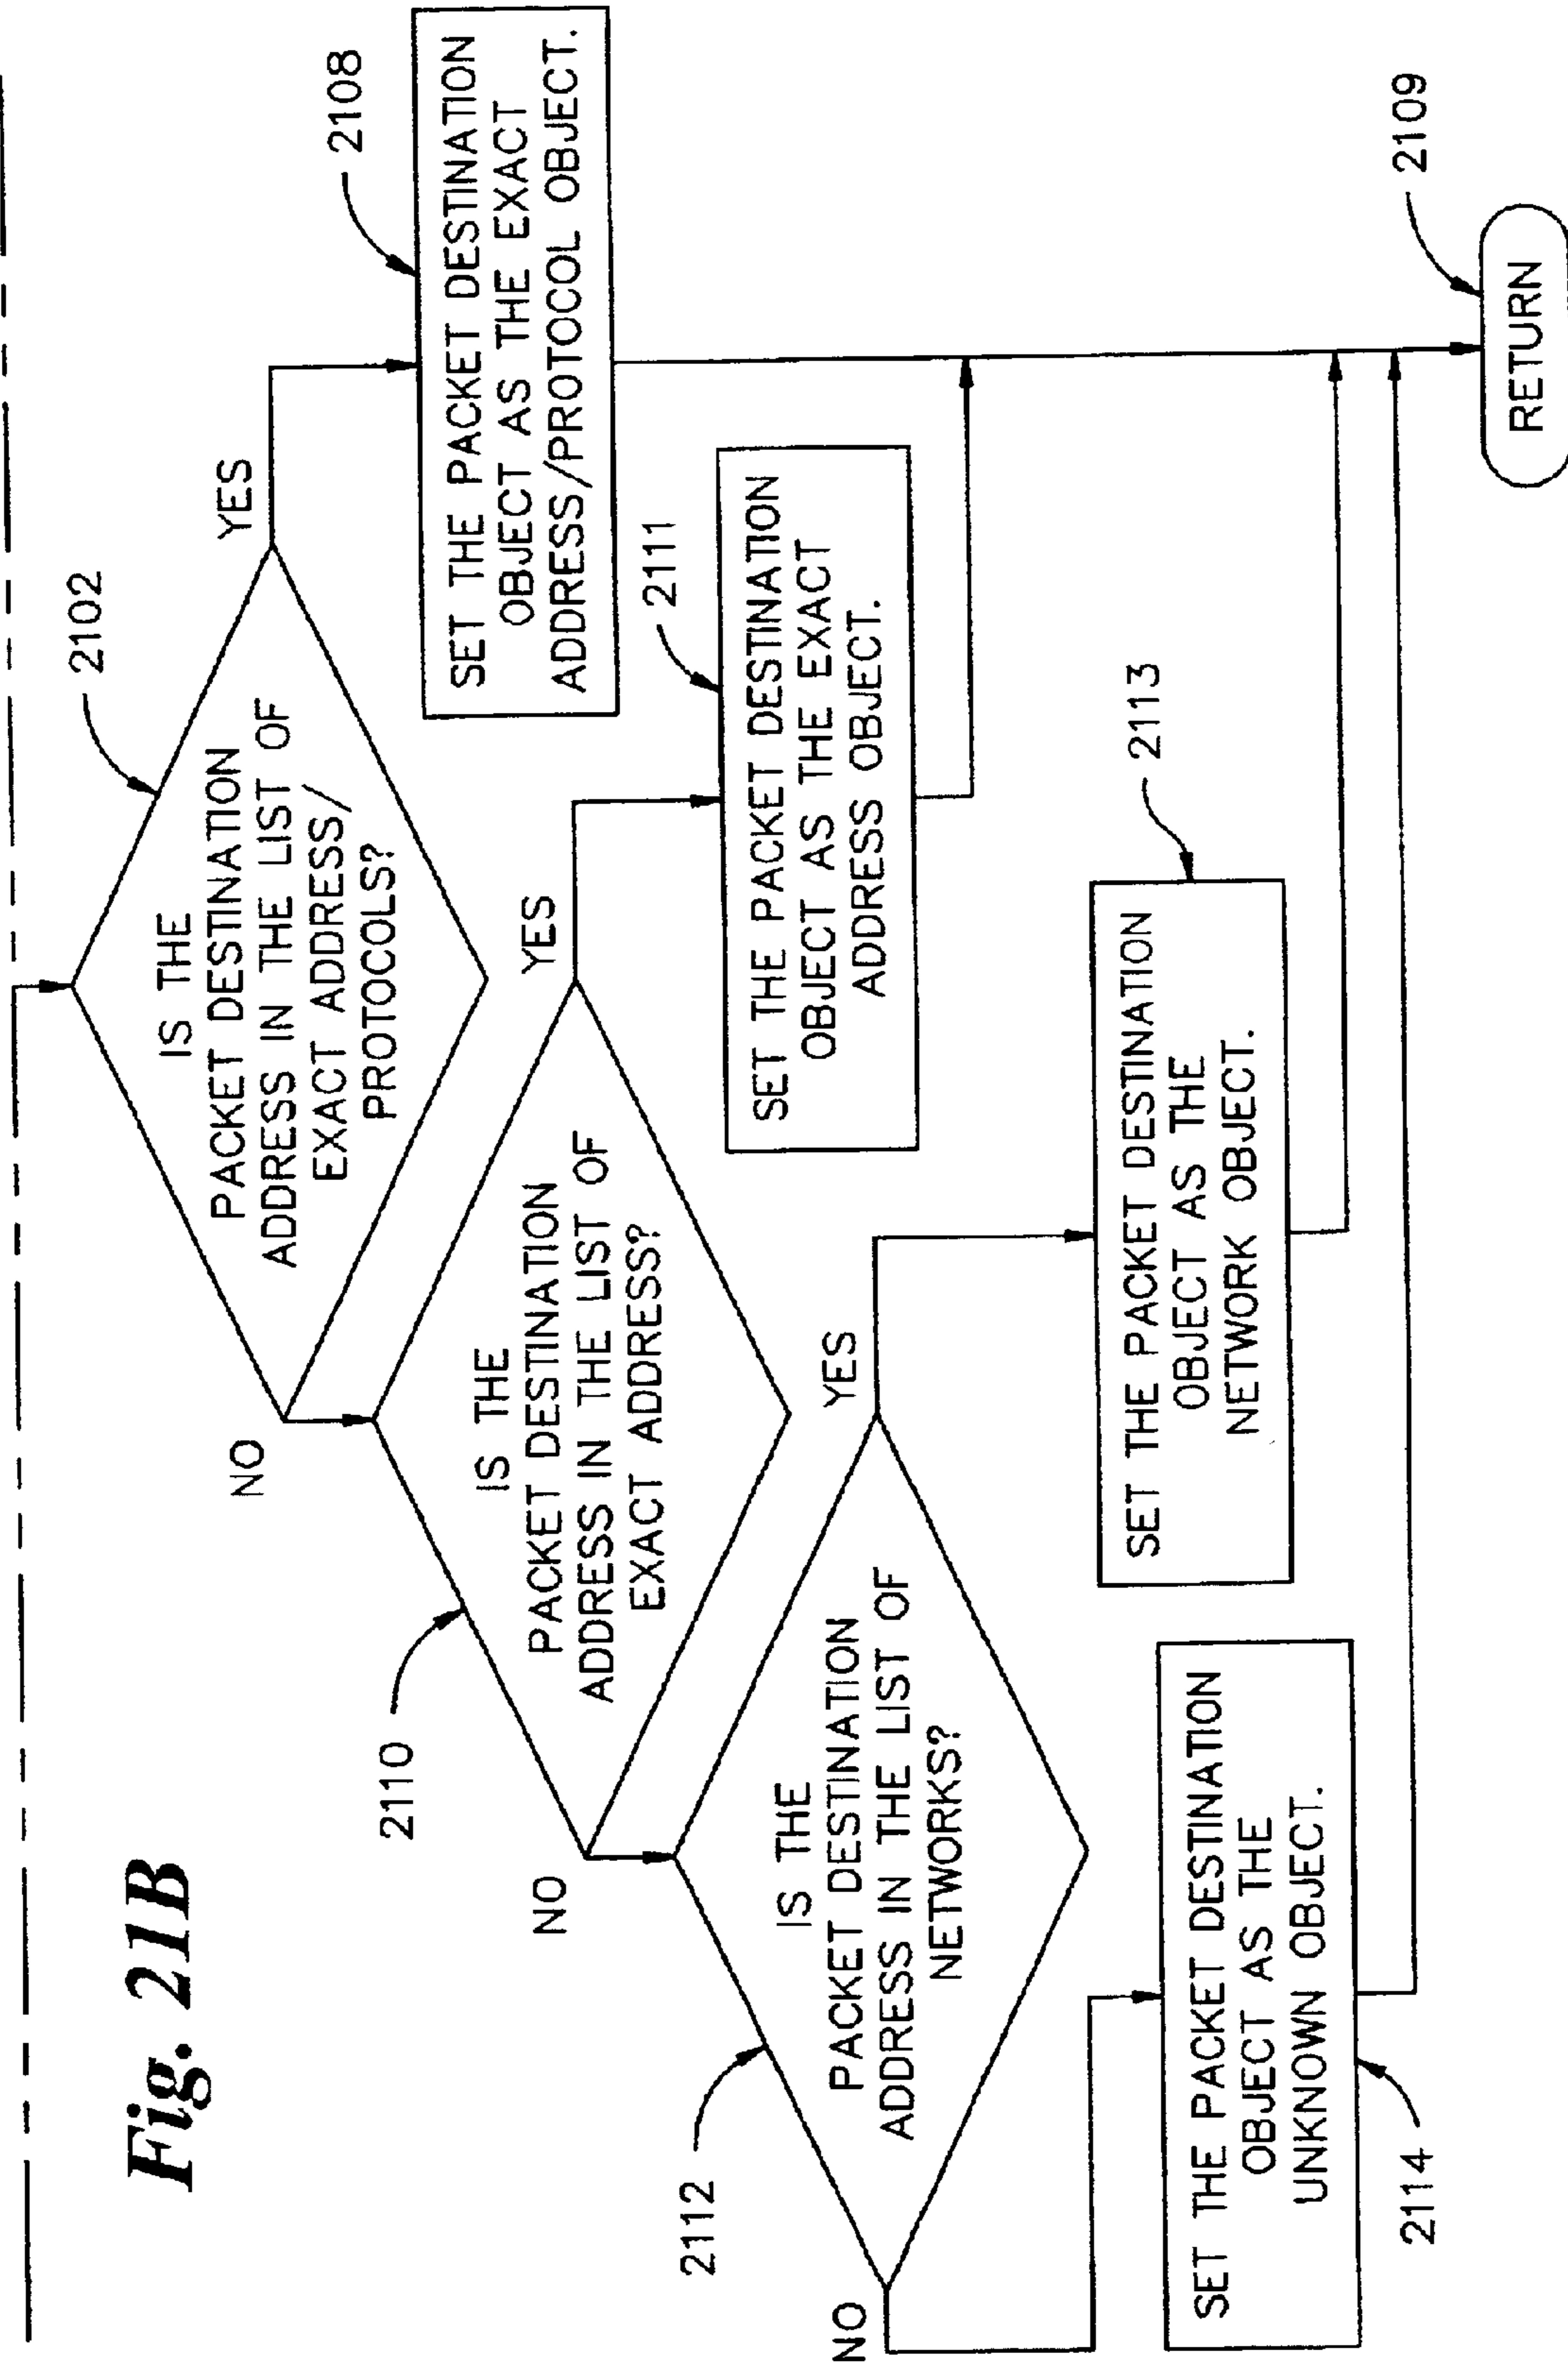 Fig. 21B
2102
IS THE
PACKET DESTINATION
ADDRESS IN THE LIST OF
EXACT ADDRESS/
PROTOCOLS?
YES
NO
2108
SET THE PACKET DESTINATION
OBJECT AS THE EXACT
ADDRESS/PROTOCOL OBJECT.
2110
IS THE
PACKET DESTINATION
ADDRESS IN THE LIST OF
EXACT ADDRESS?
YES
NO
2111
SET THE PACKET DESTINATION
OBJECT AS THE EXACT
ADDRESS OBJECT.
2112
IS THE
PACKET DESTINATION
ADDRESS IN THE LIST OF
NETWORKS?
YES
NO
2113
SET THE PACKET DESTINATION
OBJECT AS THE
NETWORK OBJECT.
SET THE PACKET DESTINATION
OBJECT AS THE
UNKNOWN OBJECT.
2114
2109
RETURN